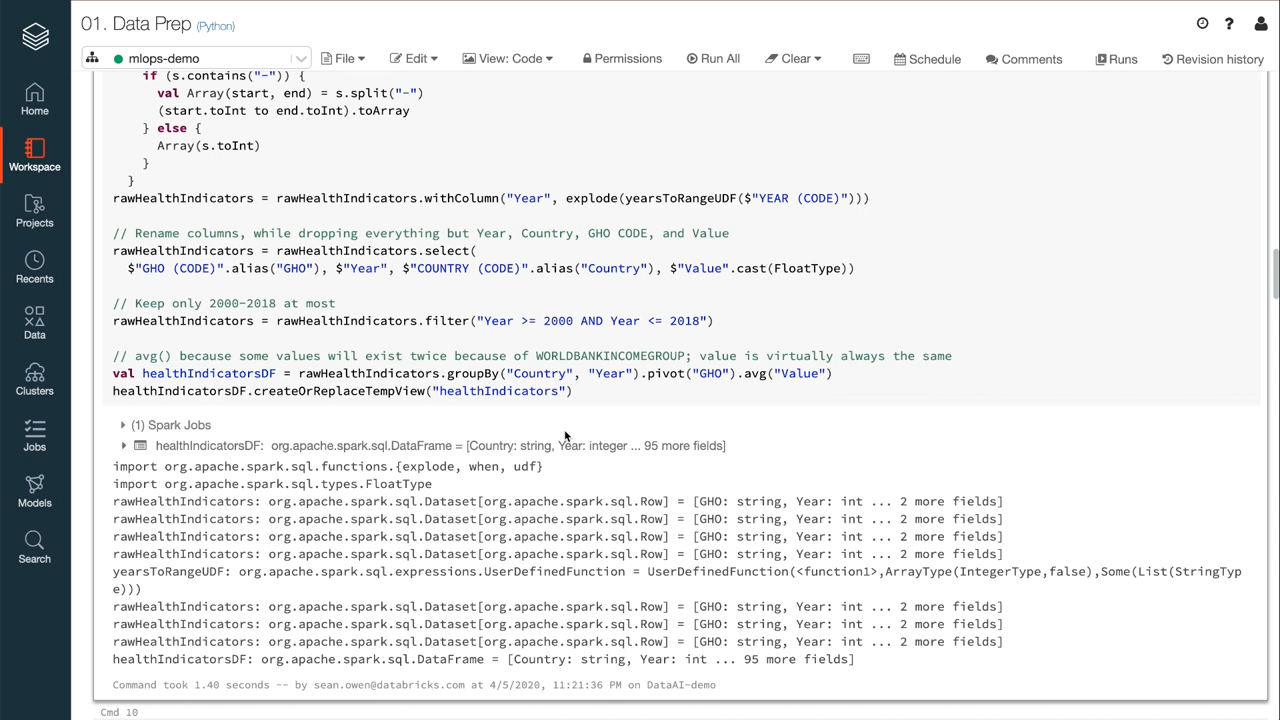 01. Data Prep (Python)
mlops-demo
File
Edit
View: Code
Permissions
Run All
Clear
Schedule
Comments
Runs
Revision history
Home
Workspace
Projects
Recents
Data
Clusters
Jobs
Models
Search
if (s.contains("-")) {
val Array(start, end) = s.split("-")
(start.toInt to end.toInt).toArray
} else {
Array(s.toInt)
}
}
rawHealthIndicators = rawHealthIndicators.withColumn("Year", explode(yearsToRangeUDF($"YEAR (CODE)")))
// Rename columns, while dropping everything but Year, Country, GHO CODE, and Value
rawHealthIndicators = rawHealthIndicators.select(
$"GHO (CODE)".alias("GHO"), $"Year", $"COUNTRY (CODE)".alias("Country"), $"Value".cast(FloatType))
// Keep only 2000-2018 at most
rawHealthIndicators = rawHealthIndicators.filter("Year >= 2000 AND Year <= 2018")
// avg() because some values will exist twice because of WORLDBANKINCOMEGROUP; value is virtually always the same
val healthIndicatorsDF = rawHealthIndicators.groupBy("Country", "Year").pivot("GHO").avg("Value")
healthIndicatorsDF.createOrReplaceTempView("healthIndicators")
(1) Spark Jobs
healthIndicatorsDF: org.apache.spark.sql.DataFrame = [Country: string, Year: integer ... 95 more fields]
import org.apache.spark.sql.functions.{explode, when, udf}
import org.apache.spark.sql.types.FloatType
rawHealthIndicators: org.apache.spark.sql.Dataset[org.apache.spark.sql.Row] = [GHO: string, Year: int ... 2 more fields]
rawHealthIndicators: org.apache.spark.sql.Dataset[org.apache.spark.sql.Row] = [GHO: string, Year: int ... 2 more fields]
rawHealthIndicators: org.apache.spark.sql.Dataset[org.apache.spark.sql.Row] = [GHO: string, Year: int ... 2 more fields]
rawHealthIndicators: org.apache.spark.sql.Dataset[org.apache.spark.sql.Row] = [GHO: string, Year: int ... 2 more fields]
yearsToRangeUDF: org.apache.spark.sql.expressions.UserDefinedFunction = UserDefinedFunction(<function1>,ArrayType(IntegerType,false),Some(List(StringTyp
e)))
rawHealthIndicators: org.apache.spark.sql.Dataset[org.apache.spark.sql.Row] = [GHO: string, Year: int ... 2 more fields]
rawHealthIndicators: org.apache.spark.sql.Dataset[org.apache.spark.sql.Row] = [GHO: string, Year: int ... 2 more fields]
rawHealthIndicators: org.apache.spark.sql.Dataset[org.apache.spark.sql.Row] = [GHO: string, Year: int ... 2 more fields]
healthIndicatorsDF: org.apache.spark.sql.DataFrame = [Country: string, Year: int ... 95 more fields]
Command took 1.40 seconds -- by sean.owen@databricks.com at 4/5/2020, 11:21:36 PM on DataAI-demo
Cmd 10